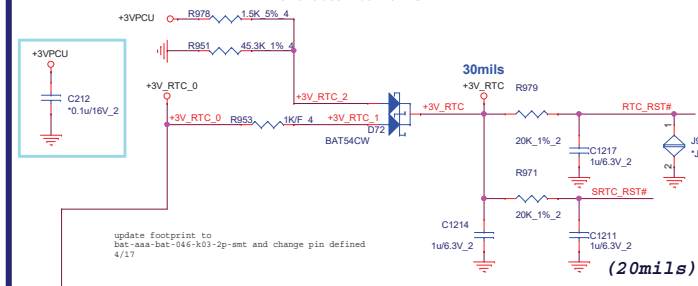 +3VPCU R978 1.5K_5%_4
R951 45.3K_1%_4
+3VPCU
C212
*0.1u/16V_2
+3V_RTC_0
+3V_RTC_2
+3V_RTC_0 R953 1K/F_4 +3V_RTC_1
D72
BAT54CW
+3V_RTC
30mils
+3V_RTC
R979
20K_1%_2
RTC_RST#
C1217
1u/6.3V_2
1
2
R971
20K_1%_2
SRTC_RST#
C1214
1u/6.3V_2
C1211
1u/6.3V_2
update footprint to
bat-aaa-bat-046-k03-2p-smt and change pin defined
4/17
(20mils)